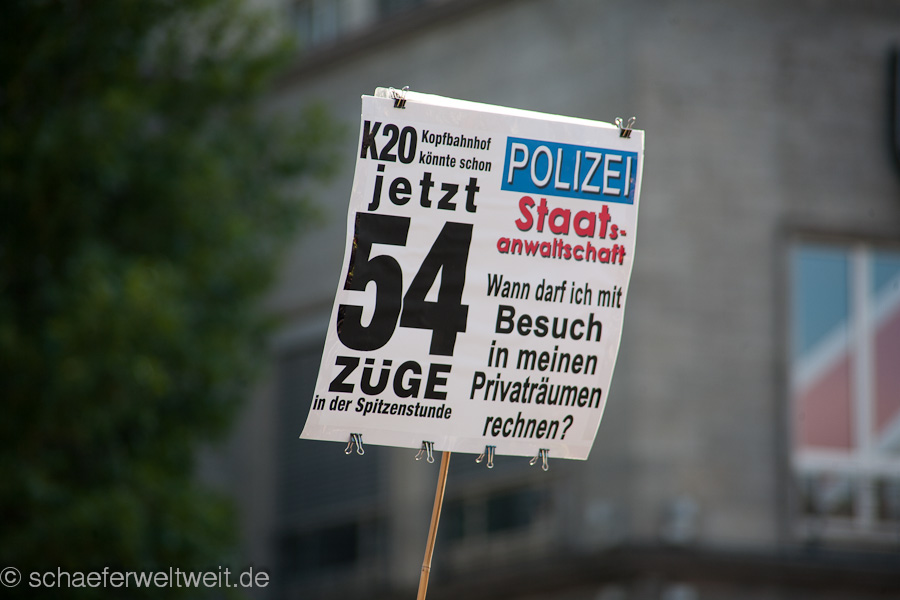 K20 Kopfbahnhof
könnte schon
jetzt
54
ZÜGE
in der Spitzenstunde
POLIZEI
Staats-
anwaltschaft
Wann darf ich mit
Besuch
in meinen
Privaträumen
rechnen?
© schaeferweltweit.de